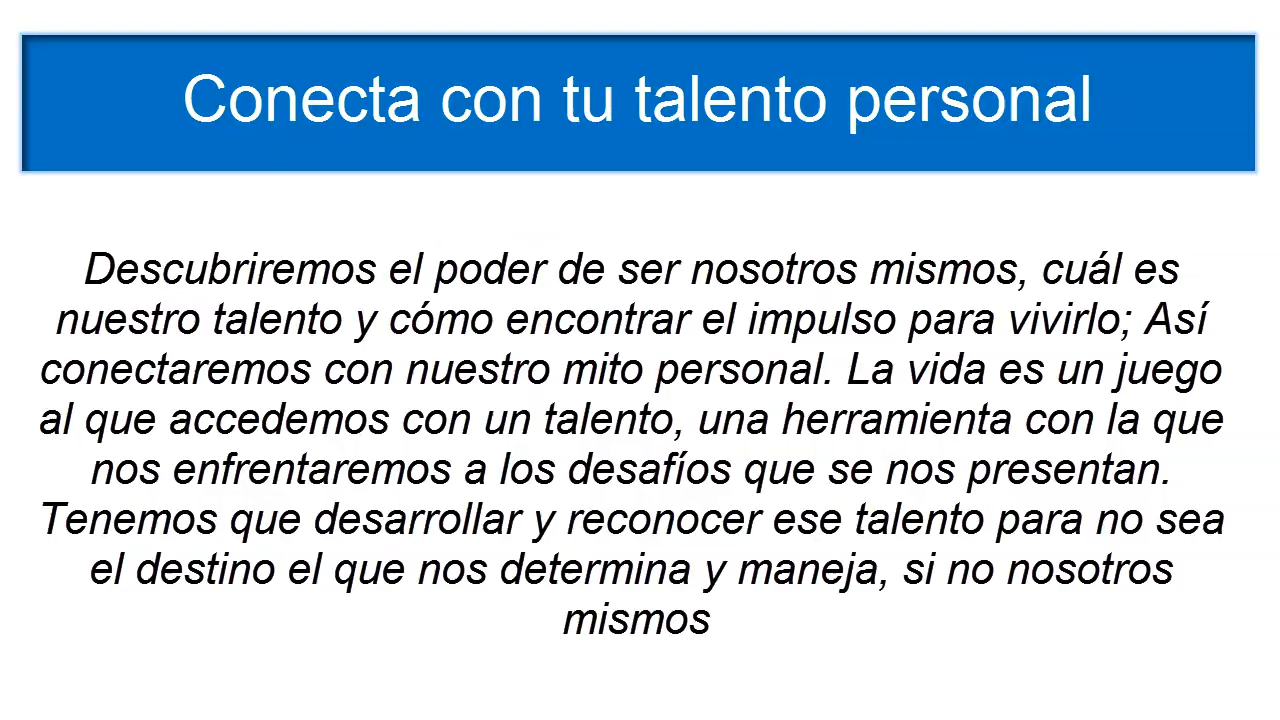 Conecta con tu talento personal
Descubriremos el poder de ser nosotros mismos, cuál es
nuestro talento y cómo encontrar el impulso para vivirlo; Así
conectaremos con nuestro mito personal. La vida es un juego
al que accedemos con un talento, una herramienta con la que
nos enfrentaremos a los desafíos que se nos presentan.
Tenemos que desarrollar y reconocer ese talento para no sea
el destino el que nos determina y maneja, si no nosotros
mismos